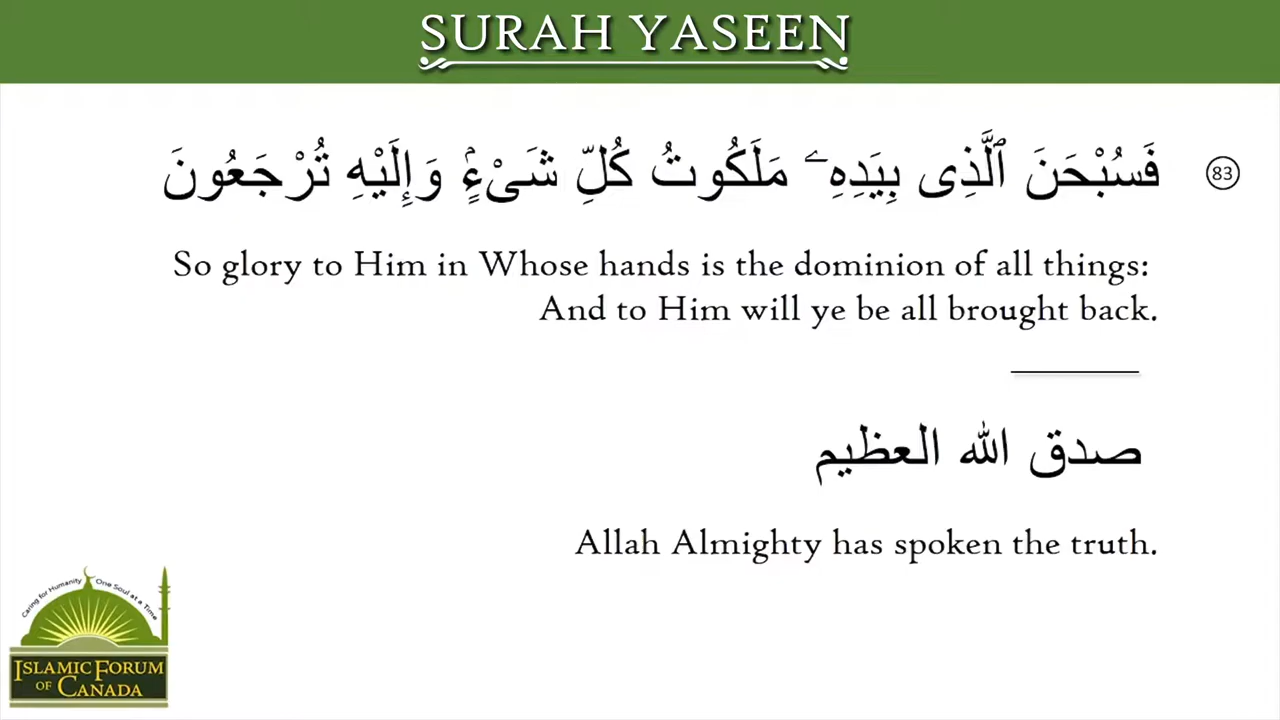 SURAH YASEEN
فَسُبْحَنَ ٱلَّذِى بِيَدِهِۦ مَلَكُوتُ كُلِّ شَىْءٍۢ وَإِلَيْهِ تُرْجَعُونَ
83
So glory to Him in Whose hands is the dominion of all things:
And to Him will ye be all brought back.
صدق الله العظيم
Allah Almighty has spoken the truth.
Caring for Humanity One Soul at a Time
ISLAMIC FORUM
OF CANADA